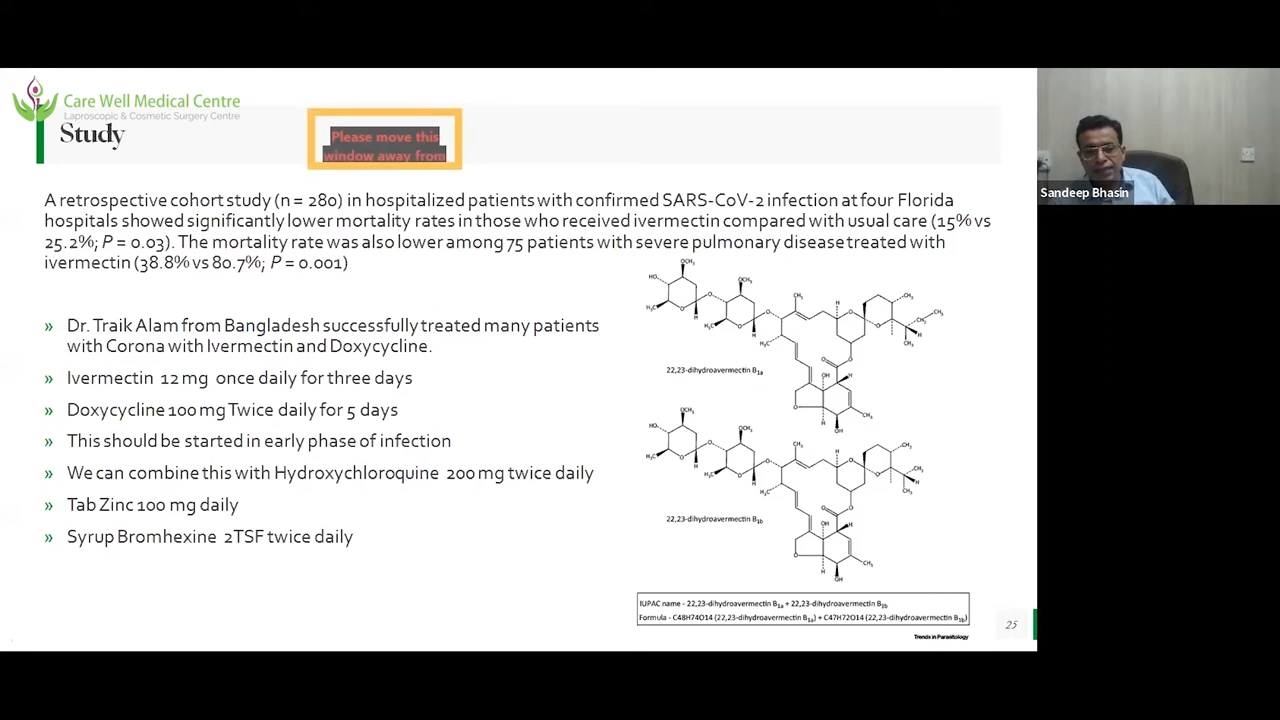 Care Well Medical Centre
Laproscopic & Cosmetic Surgery Centre
Study
Please move this
window away from
Sandeep Bhasin
A retrospective cohort study (n = 280) in hospitalized patients with confirmed SARS-CoV-2 infection at four Florida
hospitals showed significantly lower mortality rates in those who received ivermectin compared with usual care (15% vs
25.2%; P = 0.03). The mortality rate was also lower among 75 patients with severe pulmonary disease treated with
ivermectin (38.8% vs 80.7%; P = 0.001)
» Dr. Traik Alam from Bangladesh successfully treated many patients
with Corona with Ivermectin and Doxycycline.
» Ivermectin 12 mg once daily for three days
» Doxycycline 100 mg Twice daily for 5 days
» This should be started in early phase of infection
» We can combine this with Hydroxychloroquine 200 mg twice daily
» Tab Zinc 100 mg daily
» Syrup Bromhexine 2TSF twice daily
22,23-dihydroavermectin B1a
22,23-dihydroavermectin B1b
IUPAC name - 22,23-dihydroavermectin B1a + 22,23-dihydroavermectin B1b
Formula - C48H74O14 (22,23-dihydroavermectin B1a) + C47H72O14 (22,23-dihydroavermectin B1b)
Trends in Parasitology
25